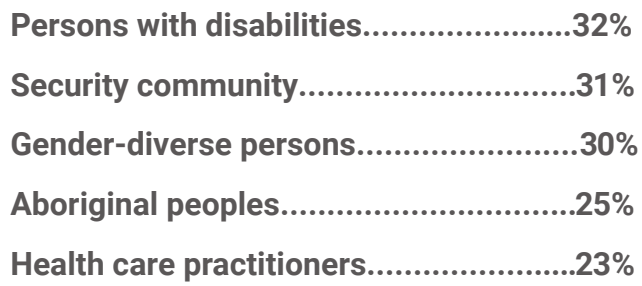 Persons with disabilities.......................32%
Security community..............................31%
Gender-diverse persons........................30%
Aboriginal peoples................................25%
Health care practitioners.......................23%